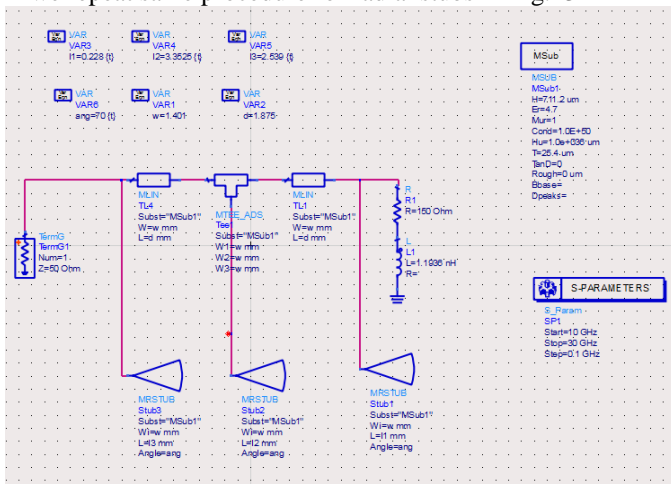 VAR
VAR3
l1=0.228 {t}
VAR
VAR4
l2=3.3525 {t}
VAR
VAR5
l3=2.539 {t}
VAR
VAR6
ang=70 {t}
VAR
VAR1
w=1.401
VAR
VAR2
d=1.875
MSub
MSUB
MSub1
H=711.2 um
Er=4.7
Mur=1
Cond=1.0E+50
Hu=1.0e+036 um
T=25.4 um
TanD=0
Rough=0 um
Bbase=
Dpeaks=
MLIN
TL4
Subst="MSub1"
W=w mm
L=d mm
MTEE_ADS
Tee1
Subst="MSub1"
W1=w mm
W2=w mm
W3=w mm
MLIN
TL1
Subst="MSub1"
W=w mm
L=d mm
R
R1
R=150 Ohm
L
L1
L=1.1936 nH
R=
TermG
TermG1
Num=1
Z=50 Ohm
S-PARAMETERS
S_Param
SP1
Start=10 GHz
Stop=30 GHz
Step=0.1 GHz
MRSTUB
Stub3
Subst="MSub1"
Wi=w mm
L=l3 mm
Angle=ang
MRSTUB
Stub2
Subst="MSub1"
Wi=w mm
L=l2 mm
Angle=ang
MRSTUB
Stub1
Subst="MSub1"
Wi=w mm
L=l1 mm
Angle=ang